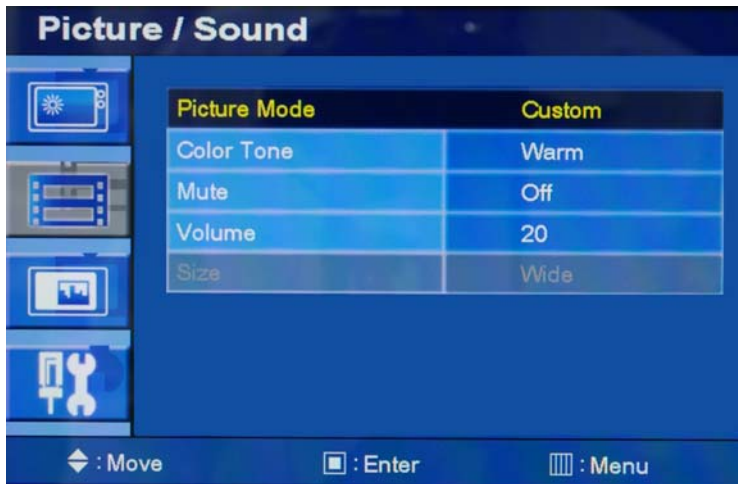 Picture / Sound
Picture Mode Custom
Color Tone Warm
Mute Off
Volume 20
Size Wide
: Move : Enter : Menu